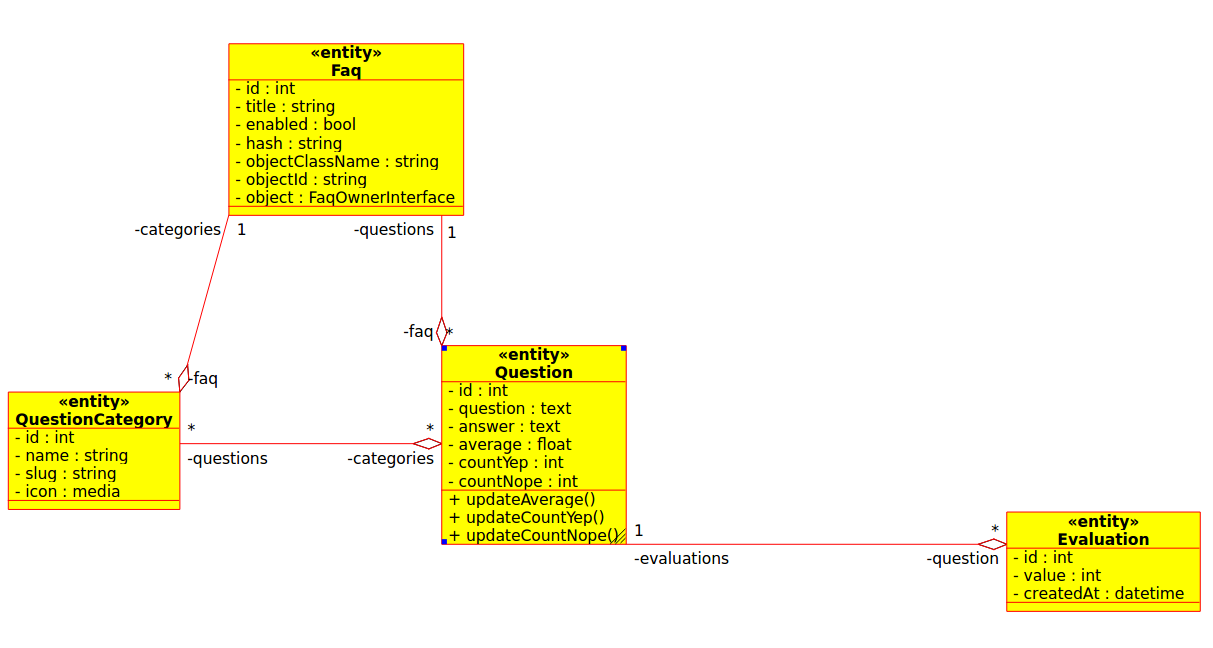 «entity»
Faq
- id : int
- title : string
- enabled : bool
- hash : string
- objectClassName : string
- objectId : string
- object : FaqOwnerInterface
-categories
1
-questions
1
-faq
*
*
-faq
«entity»
QuestionCategory
- id : int
- name : string
- slug : string
- icon : media
*
-questions
*
-categories
«entity»
Question
- id : int
- question : text
- answer : text
- average : float
- countYep : int
- countNope : int
+ updateAverage()
+ updateCountYep()
+ updateCountNope()
1
-evaluations
*
-question
«entity»
Evaluation
- id : int
- value : int
- createdAt : datetime